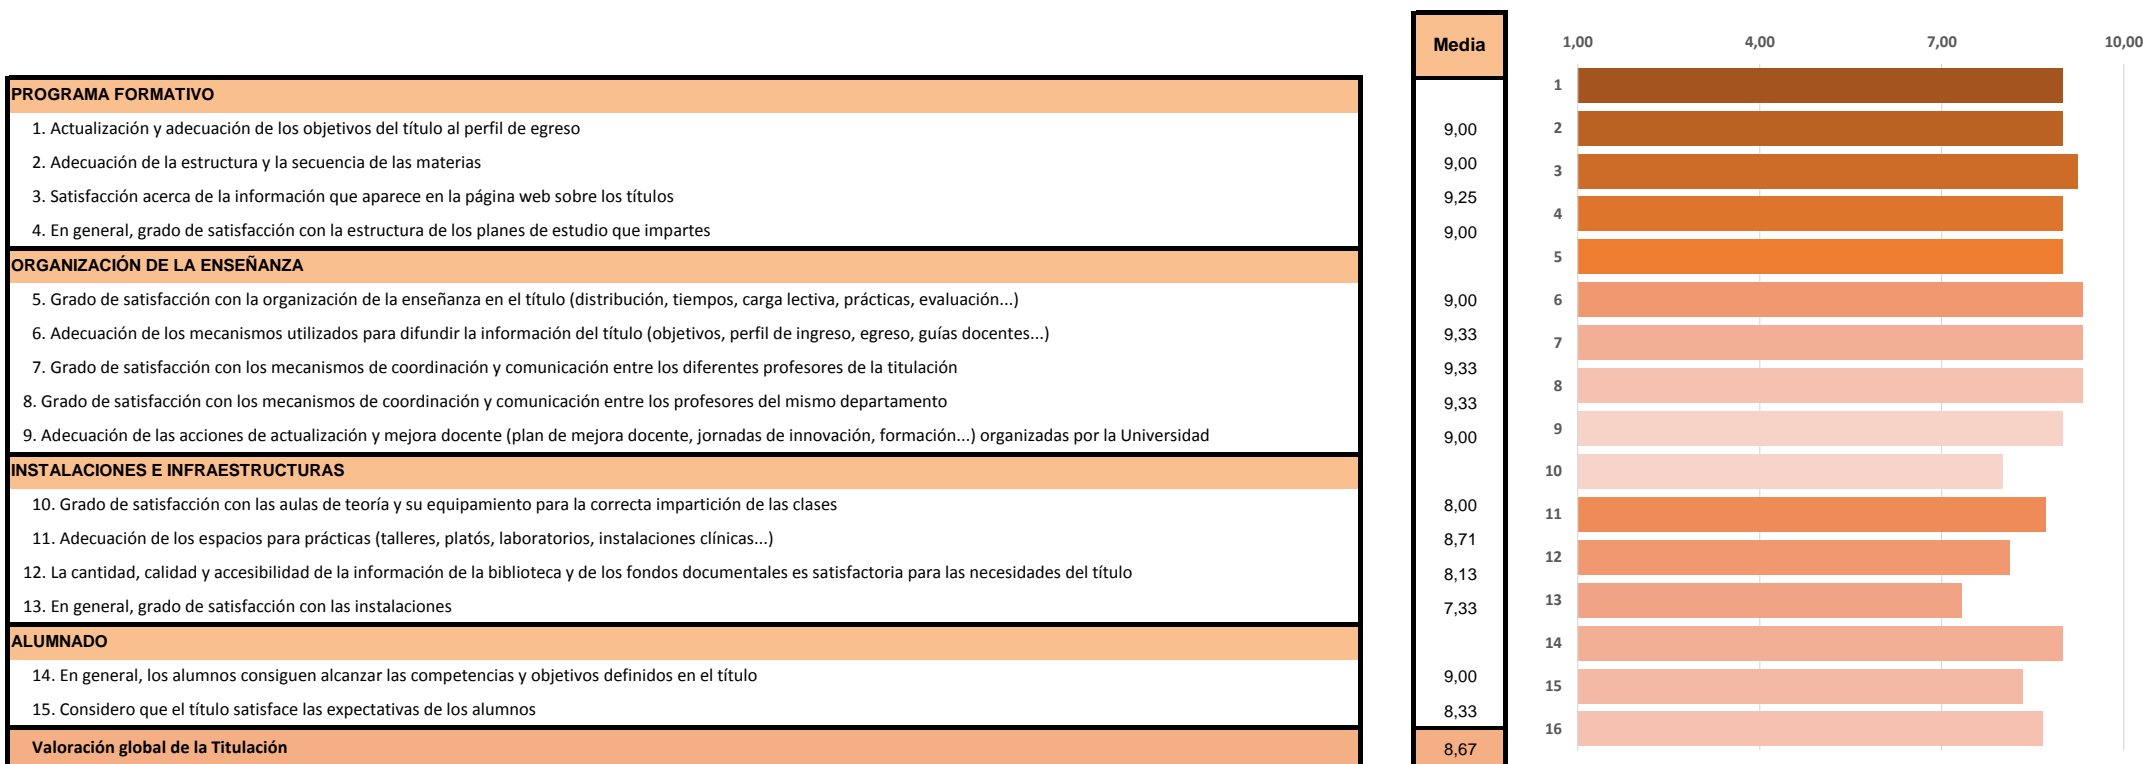 Media
1,00 4,00 7,00 10,00
PROGRAMA FORMATIVO
1. Actualización y adecuación de los objetivos del título al perfil de egreso 9,00
2. Adecuación de la estructura y la secuencia de las materias 9,00
3. Satisfacción acerca de la información que aparece en la página web sobre los títulos 9,25
4. En general, grado de satisfacción con la estructura de los planes de estudio que impartes 9,00
ORGANIZACIÓN DE LA ENSEÑANZA
5. Grado de satisfacción con la organización de la enseñanza en el título (distribución, tiempos, carga lectiva, prácticas, evaluación...) 9,00
6. Adecuación de los mecanismos utilizados para difundir la información del título (objetivos, perfil de ingreso, egreso, guías docentes...) 9,33
7. Grado de satisfacción con los mecanismos de coordinación y comunicación entre los diferentes profesores de la titulación 9,33
8. Grado de satisfacción con los mecanismos de coordinación y comunicación entre los profesores del mismo departamento 9,33
9. Adecuación de las acciones de actualización y mejora docente (plan de mejora docente, jornadas de innovación, formación...) organizadas por la Universidad 9,00
INSTALACIONES E INFRAESTRUCTURAS
10. Grado de satisfacción con las aulas de teoría y su equipamiento para la correcta impartición de las clases 8,00
11. Adecuación de los espacios para prácticas (talleres, platós, laboratorios, instalaciones clínicas...) 8,71
12. La cantidad, calidad y accesibilidad de la información de la biblioteca y de los fondos documentales es satisfactoria para las necesidades del título 8,13
13. En general, grado de satisfacción con las instalaciones 7,33
ALUMNADO
14. En general, los alumnos consiguen alcanzar las competencias y objetivos definidos en el título 9,00
15. Considero que el título satisface las expectativas de los alumnos 8,33
Valoración global de la Titulación 8,67
1
2
3
4
5
6
7
8
9
10
11
12
13
14
15
16